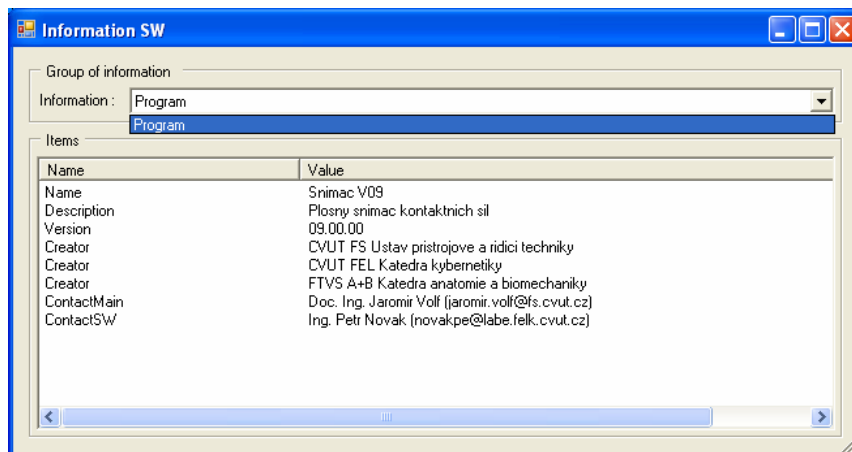 Information SW
Group of information
Information : Program
Program
Items
Name Value
Name Snimac V09
Description Plosny snimac kontaktnich sil
Version 09.00.00
Creator CVUT FS Ustav pristrojove a ridici techniky
Creator CVUT FEL Katedra kybernetiky
Creator FTVS A+B Katedra anatomie a biomechaniky
ContactMain Doc. Ing. Jaromir Volf (jaromir.volf@fs.cvut.cz)
ContactSW Ing. Petr Novak (novakpe@labe.felk.cvut.cz)